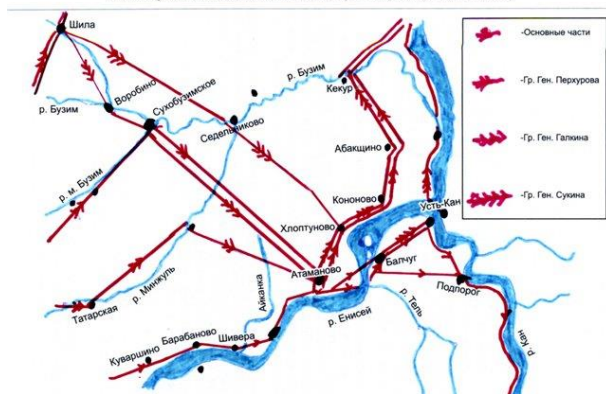 Шила
р. Бузим
Воробино
Сухобузимское
Седельниково
р. Бузим
Кекур
р. м. Бузим
Абакщино
Кононово
Хлоптуново
Усть-Кан
Атаманово
Балчуг
Подпорог
Татарская
р. Минжуль
Айканка
р. Енисей
р. Тель
р. Кан
Куваршино
Барабаново
Шивера
-Основные части
-Гр. Ген. Перхурова
-Гр. Ген. Галкина
-Гр. Ген. Сукина